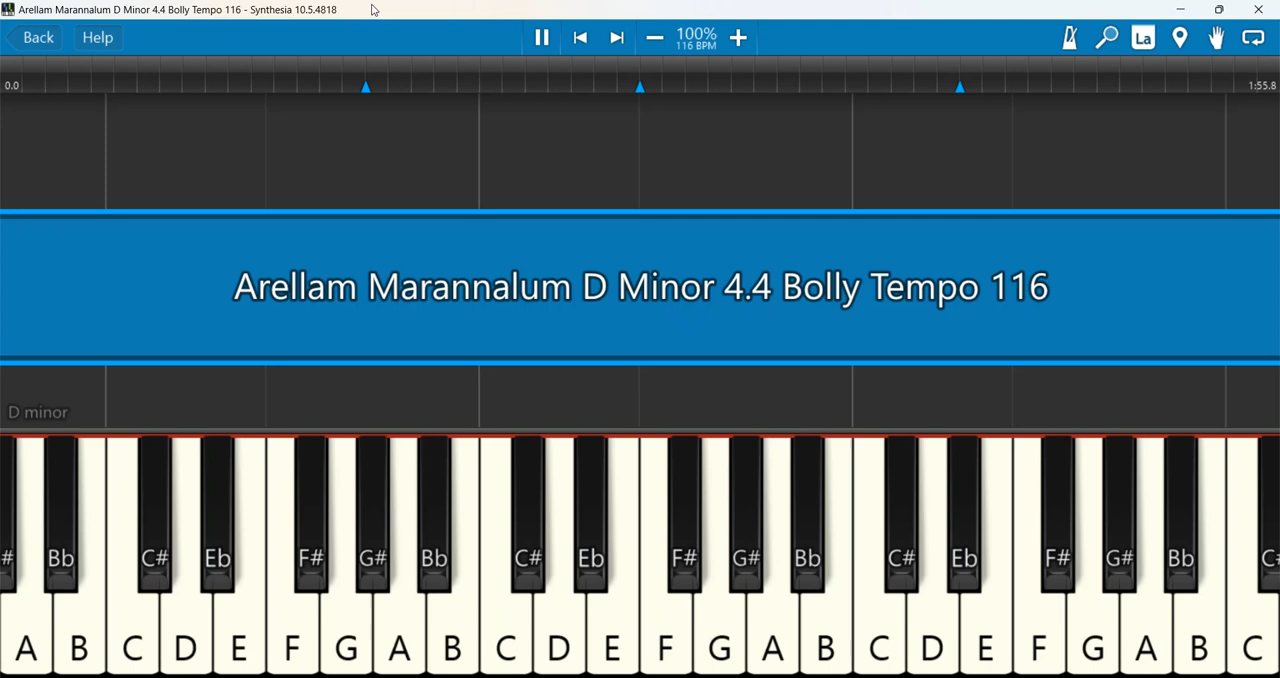 Arellam Marannalum D Minor 4.4 Bolly Tempo 116 - Synthesia 10.5.4818
Back Help 100% La
116 BPM
0.0 1:55.8
Arellam Marannalum D Minor 4.4 Bolly Tempo 116
D minor
# Bb C# Eb F# G# Bb C# Eb F# G# Bb C# Eb F# G# Bb C#
A B C D E F G A B C D E F G A B C D E F G A B C